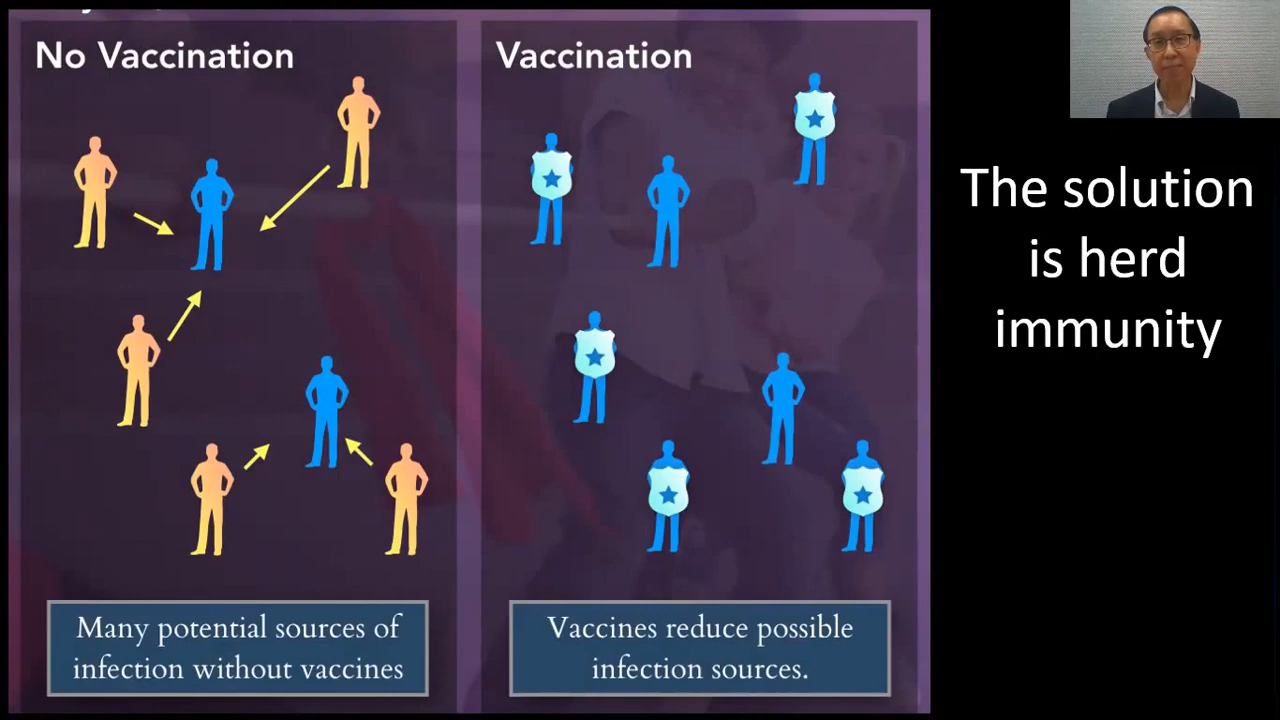 No Vaccination
Vaccination
Many potential sources of
infection without vaccines
Vaccines reduce possible
infection sources.
The solution
is herd
immunity